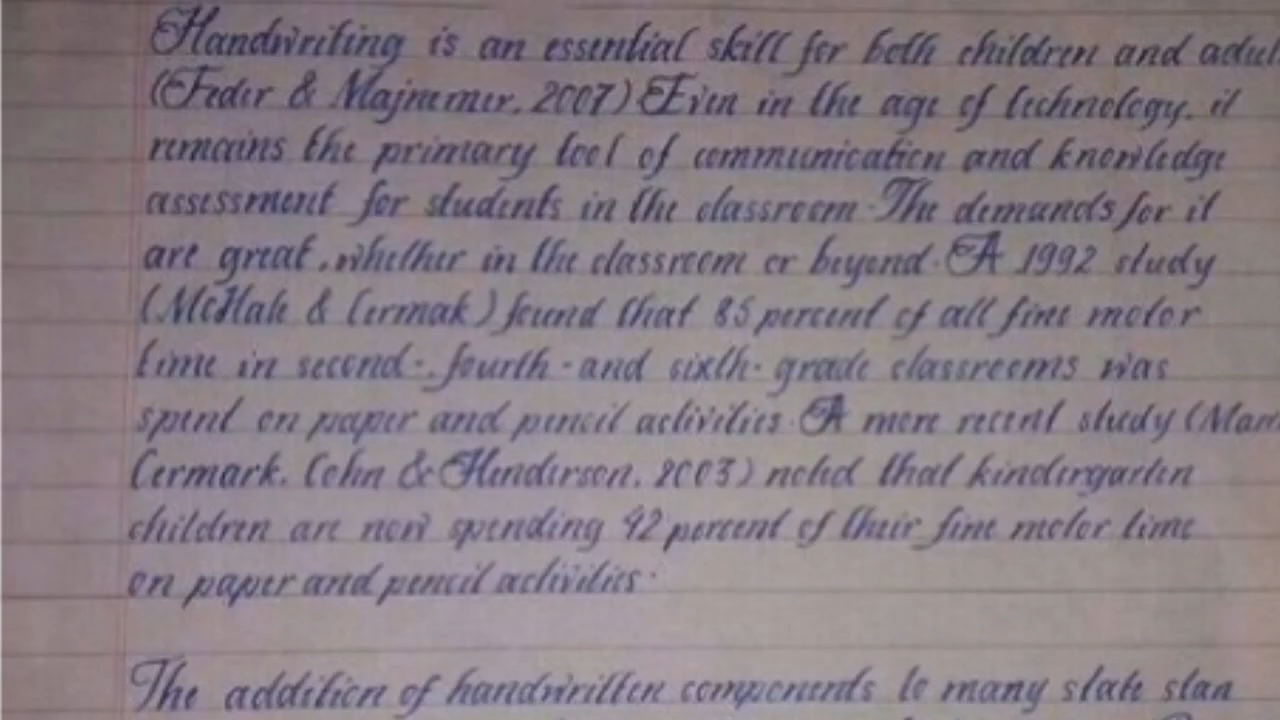 Handwriting is an essential skill for both children and adul
(Feder & Majnemer, 2007) Even in the age of technology, it
remains the primary tool of communication and knowledge
assessment for students in the classroom. The demands for it
are great, whether in the classroom or beyond. A 1992 study
(McHale & Cermak) found that 85 percent of all fine motor
time in second-, fourth-and sixth-grade classrooms was
spent on paper and pencil activities. A more recent study (Marr,
Cermark, Cohn & Henderson, 2003) noted that kindergarten
children are now spending 42 percent of their fine motor time
on paper and pencil activities.
The addition of handwritten components to many state stan